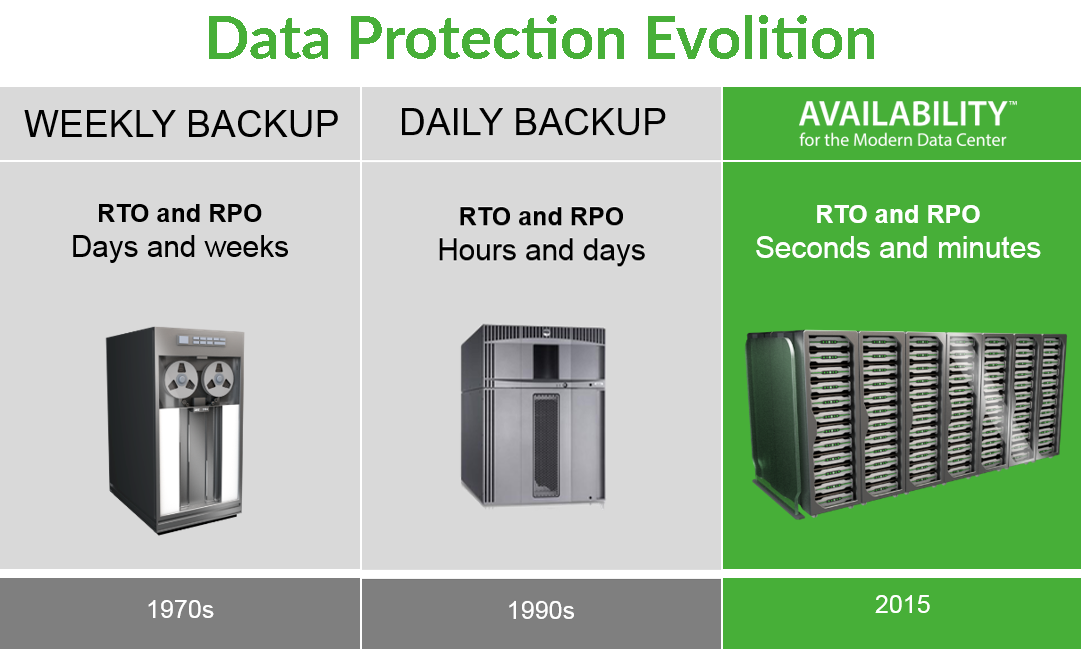 Data Protection Evolition
WEEKLY BACKUP
DAILY BACKUP
AVAILABILITY™
for the Modern Data Center
RTO and RPO
Days and weeks
RTO and RPO
Hours and days
RTO and RPO
Seconds and minutes
1970s
1990s
2015